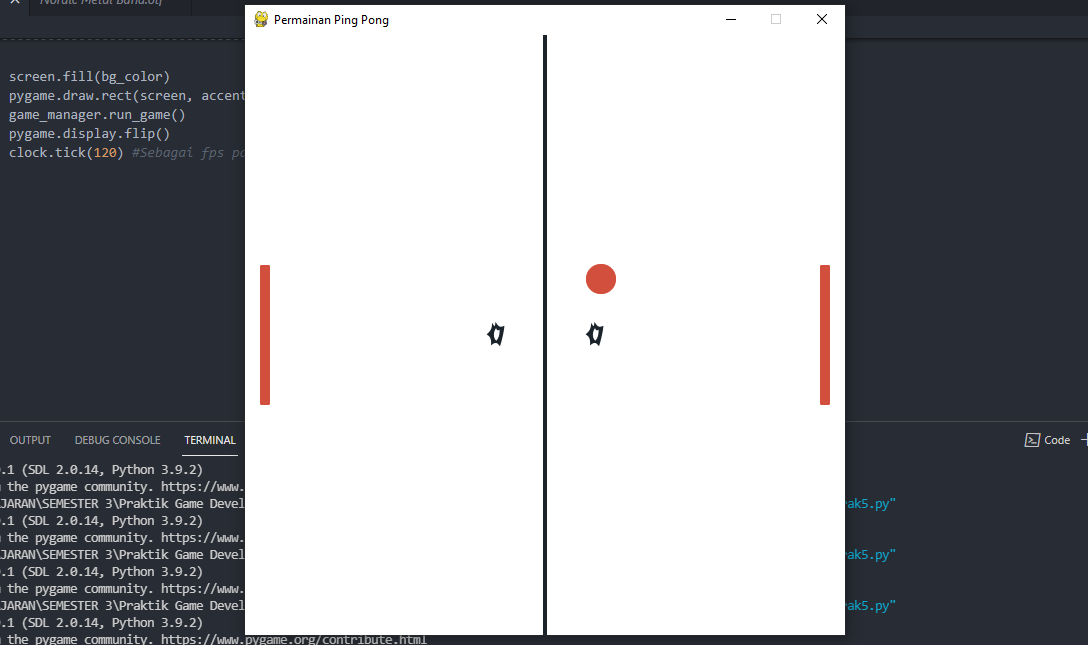 Nordic Metal Band.otf
Permainan Ping Pong
screen.fill(bg_color)
pygame.draw.rect(screen, accent
game_manager.run_game()
pygame.display.flip()
clock.tick(120) #Sebagai fps
0 0
OUTPUT DEBUG CONSOLE TERMINAL Code
.1 (SDL 2.0.14, Python 3.9.2)
the pygame community. https://www.
JARAN\SEMESTER 3\Praktik Game Devel ak5.py"
.1 (SDL 2.0.14, Python 3.9.2)
the pygame community. https://www.
JARAN\SEMESTER 3\Praktik Game Devel ak5.py"
.1 (SDL 2.0.14, Python 3.9.2)
the pygame community. https://www.
JARAN\SEMESTER 3\Praktik Game Devel ak5.py"
.1 (SDL 2.0.14, Python 3.9.2)
the pygame community. https://www.pygame.org/contribute.html